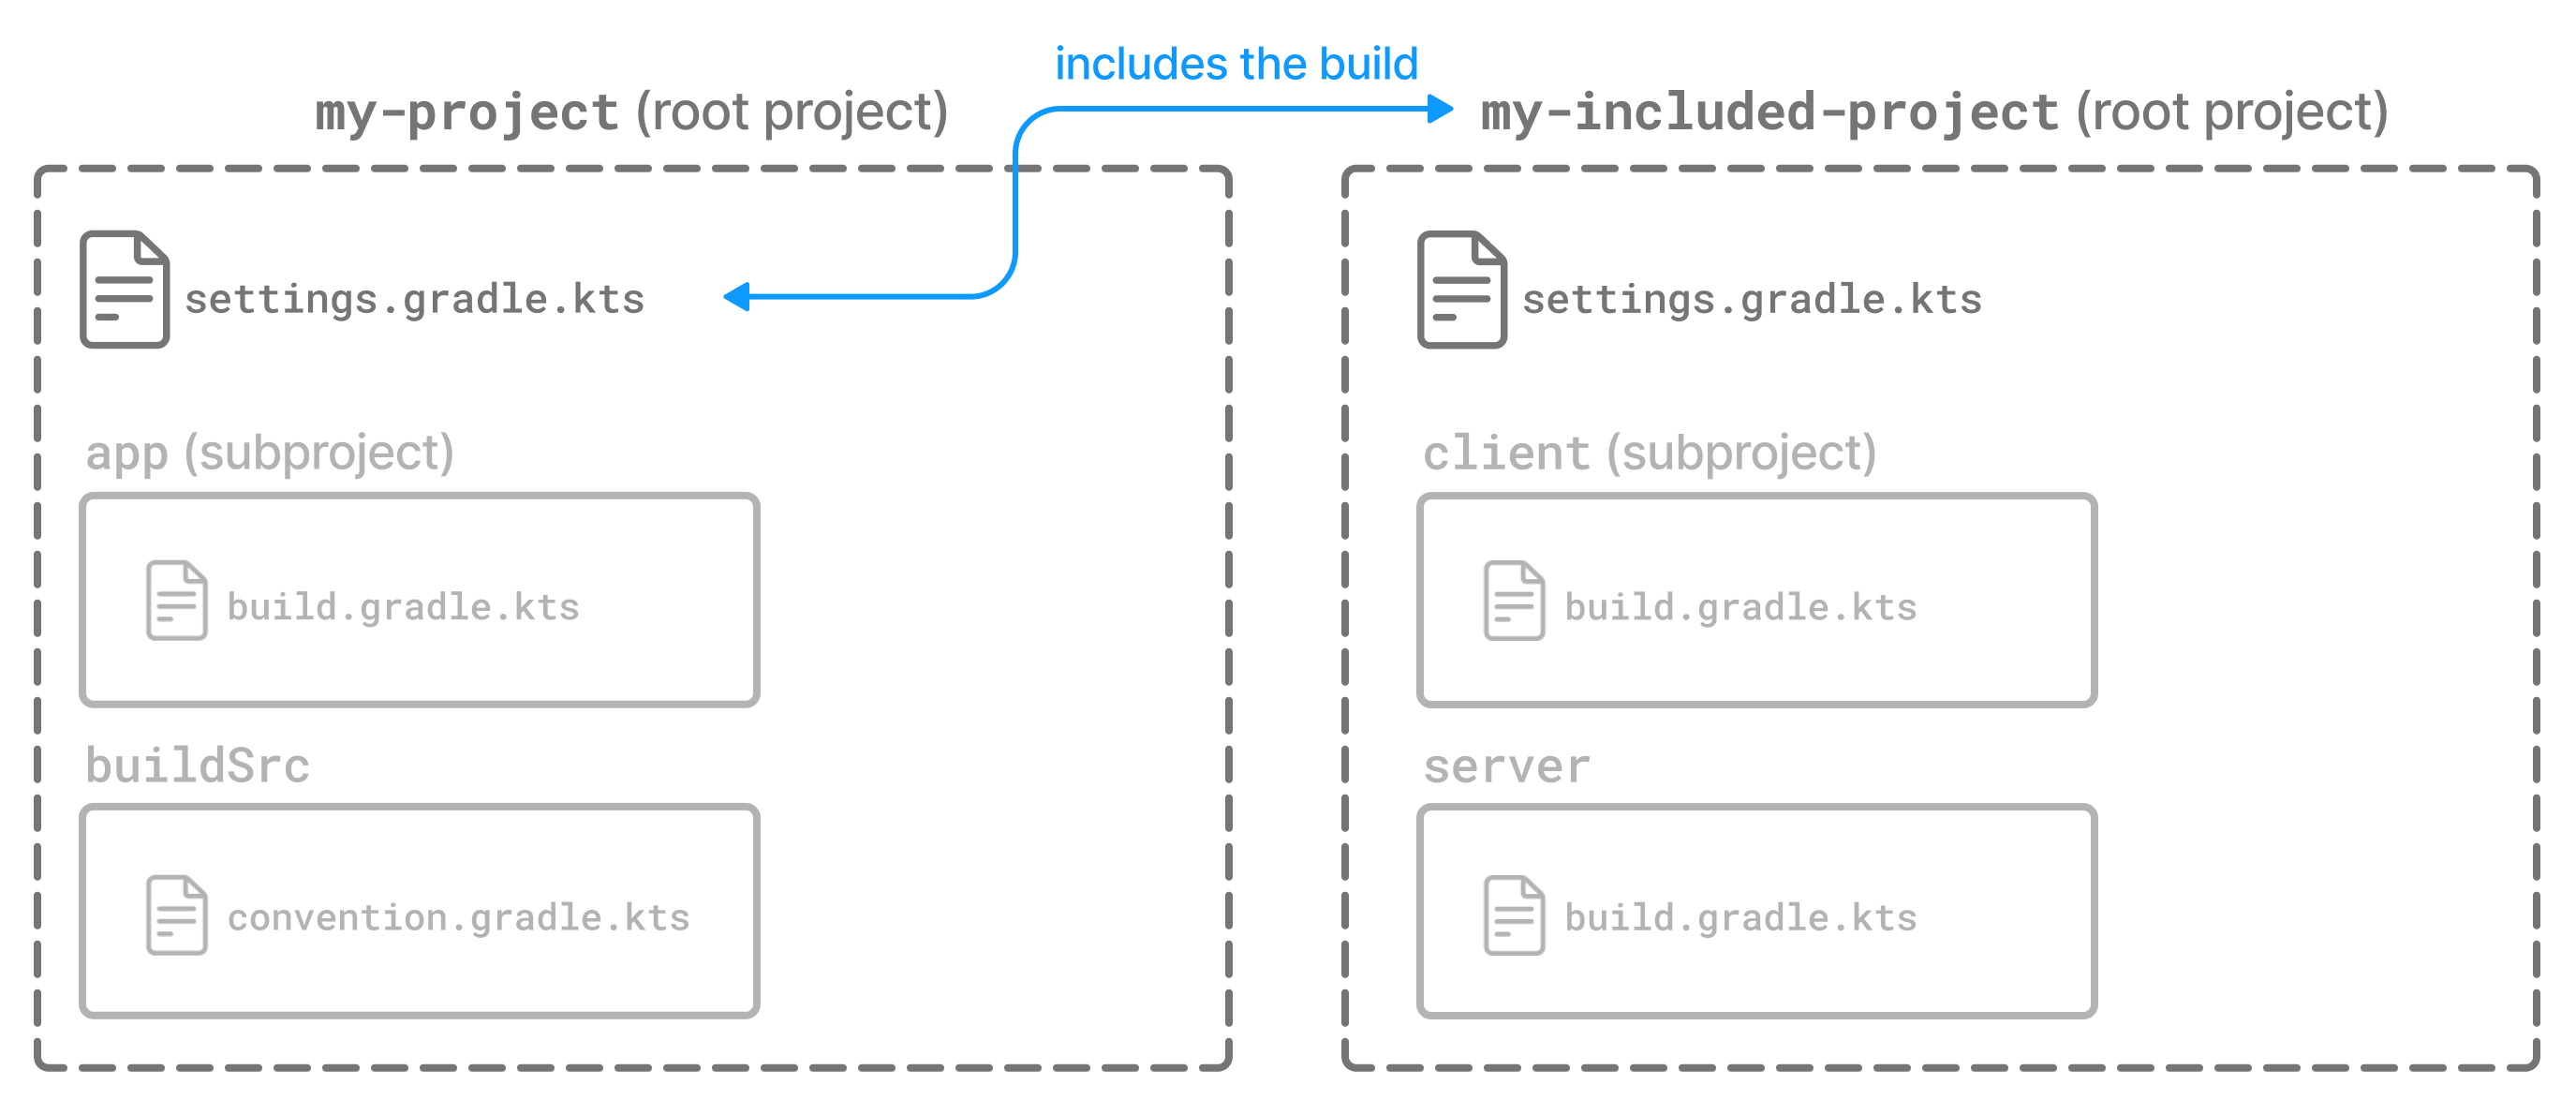 includes the build
my-project (root project)
settings.gradle.kts
app (subproject)
build.gradle.kts
buildSrc
convention.gradle.kts
my-included-project (root project)
settings.gradle.kts
client (subproject)
build.gradle.kts
server
build.gradle.kts